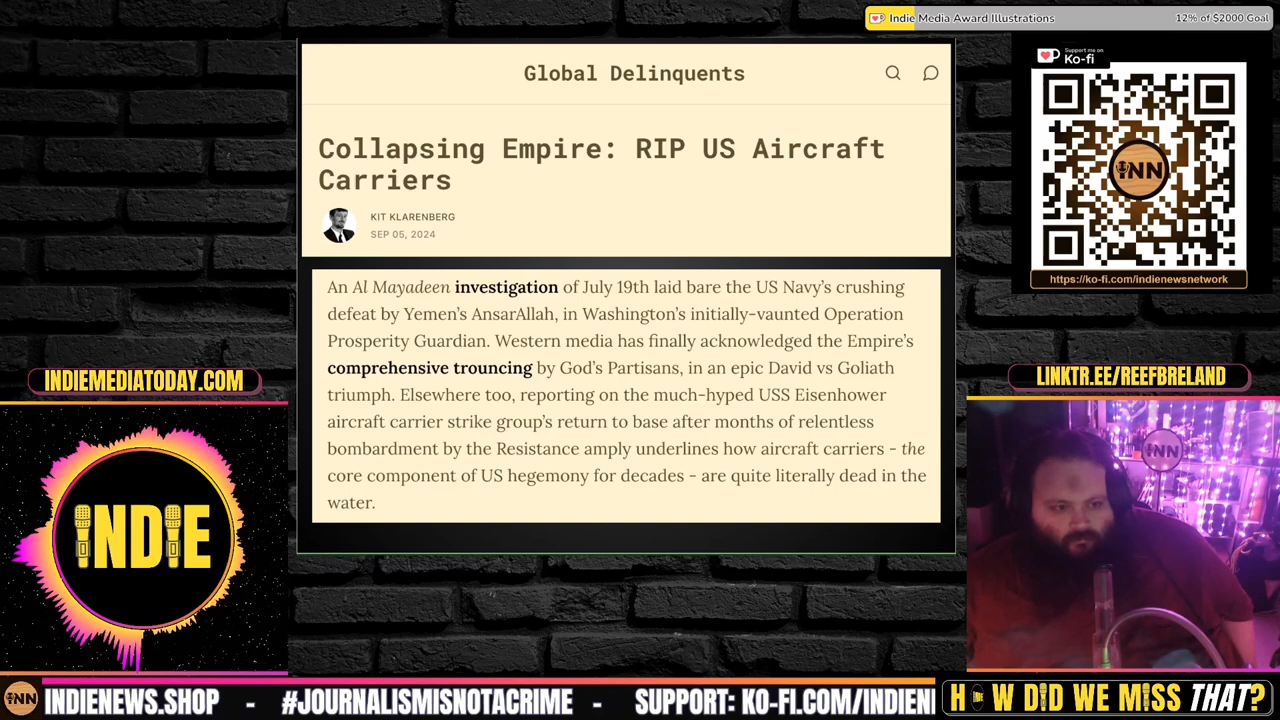 Indie Media Award Illustrations
12% of $2000 Goal
Global Delinquents
Support me on
Ko-fi
Collapsing Empire: RIP US Aircraft
Carriers
KIT KLARENBERG
SEP 05, 2024
iNN
https://ko-fi.com/indienewsnetwork
An Al Mayadeen investigation of July 19th laid bare the US Navy’s crushing
defeat by Yemen’s AnsarAllah, in Washington’s initially-vaunted Operation
Prosperity Guardian. Western media has finally acknowledged the Empire’s
comprehensive trouncing by God’s Partisans, in an epic David vs Goliath
triumph. Elsewhere too, reporting on the much-hyped USS Eisenhower
aircraft carrier strike group’s return to base after months of relentless
bombardment by the Resistance amply underlines how aircraft carriers - the
core component of US hegemony for decades - are quite literally dead in the
water.
INDIEMEDIATODAY.COM
LINKTR.EE/REEFBRELAND
iNDiE
iNN
iNN
INDIENEWS.SHOP - #JOURNALISMISNOTACRIME - SUPPORT: KO-FI.COM/INDIEN
HOW DiD WE MiSS THAT?